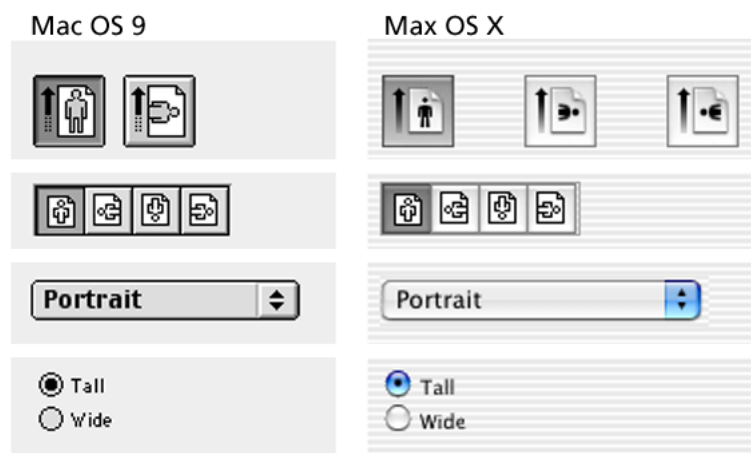 Mac OS 9
Max OS X
Portrait
Portrait
Tall
Wide
Tall
Wide